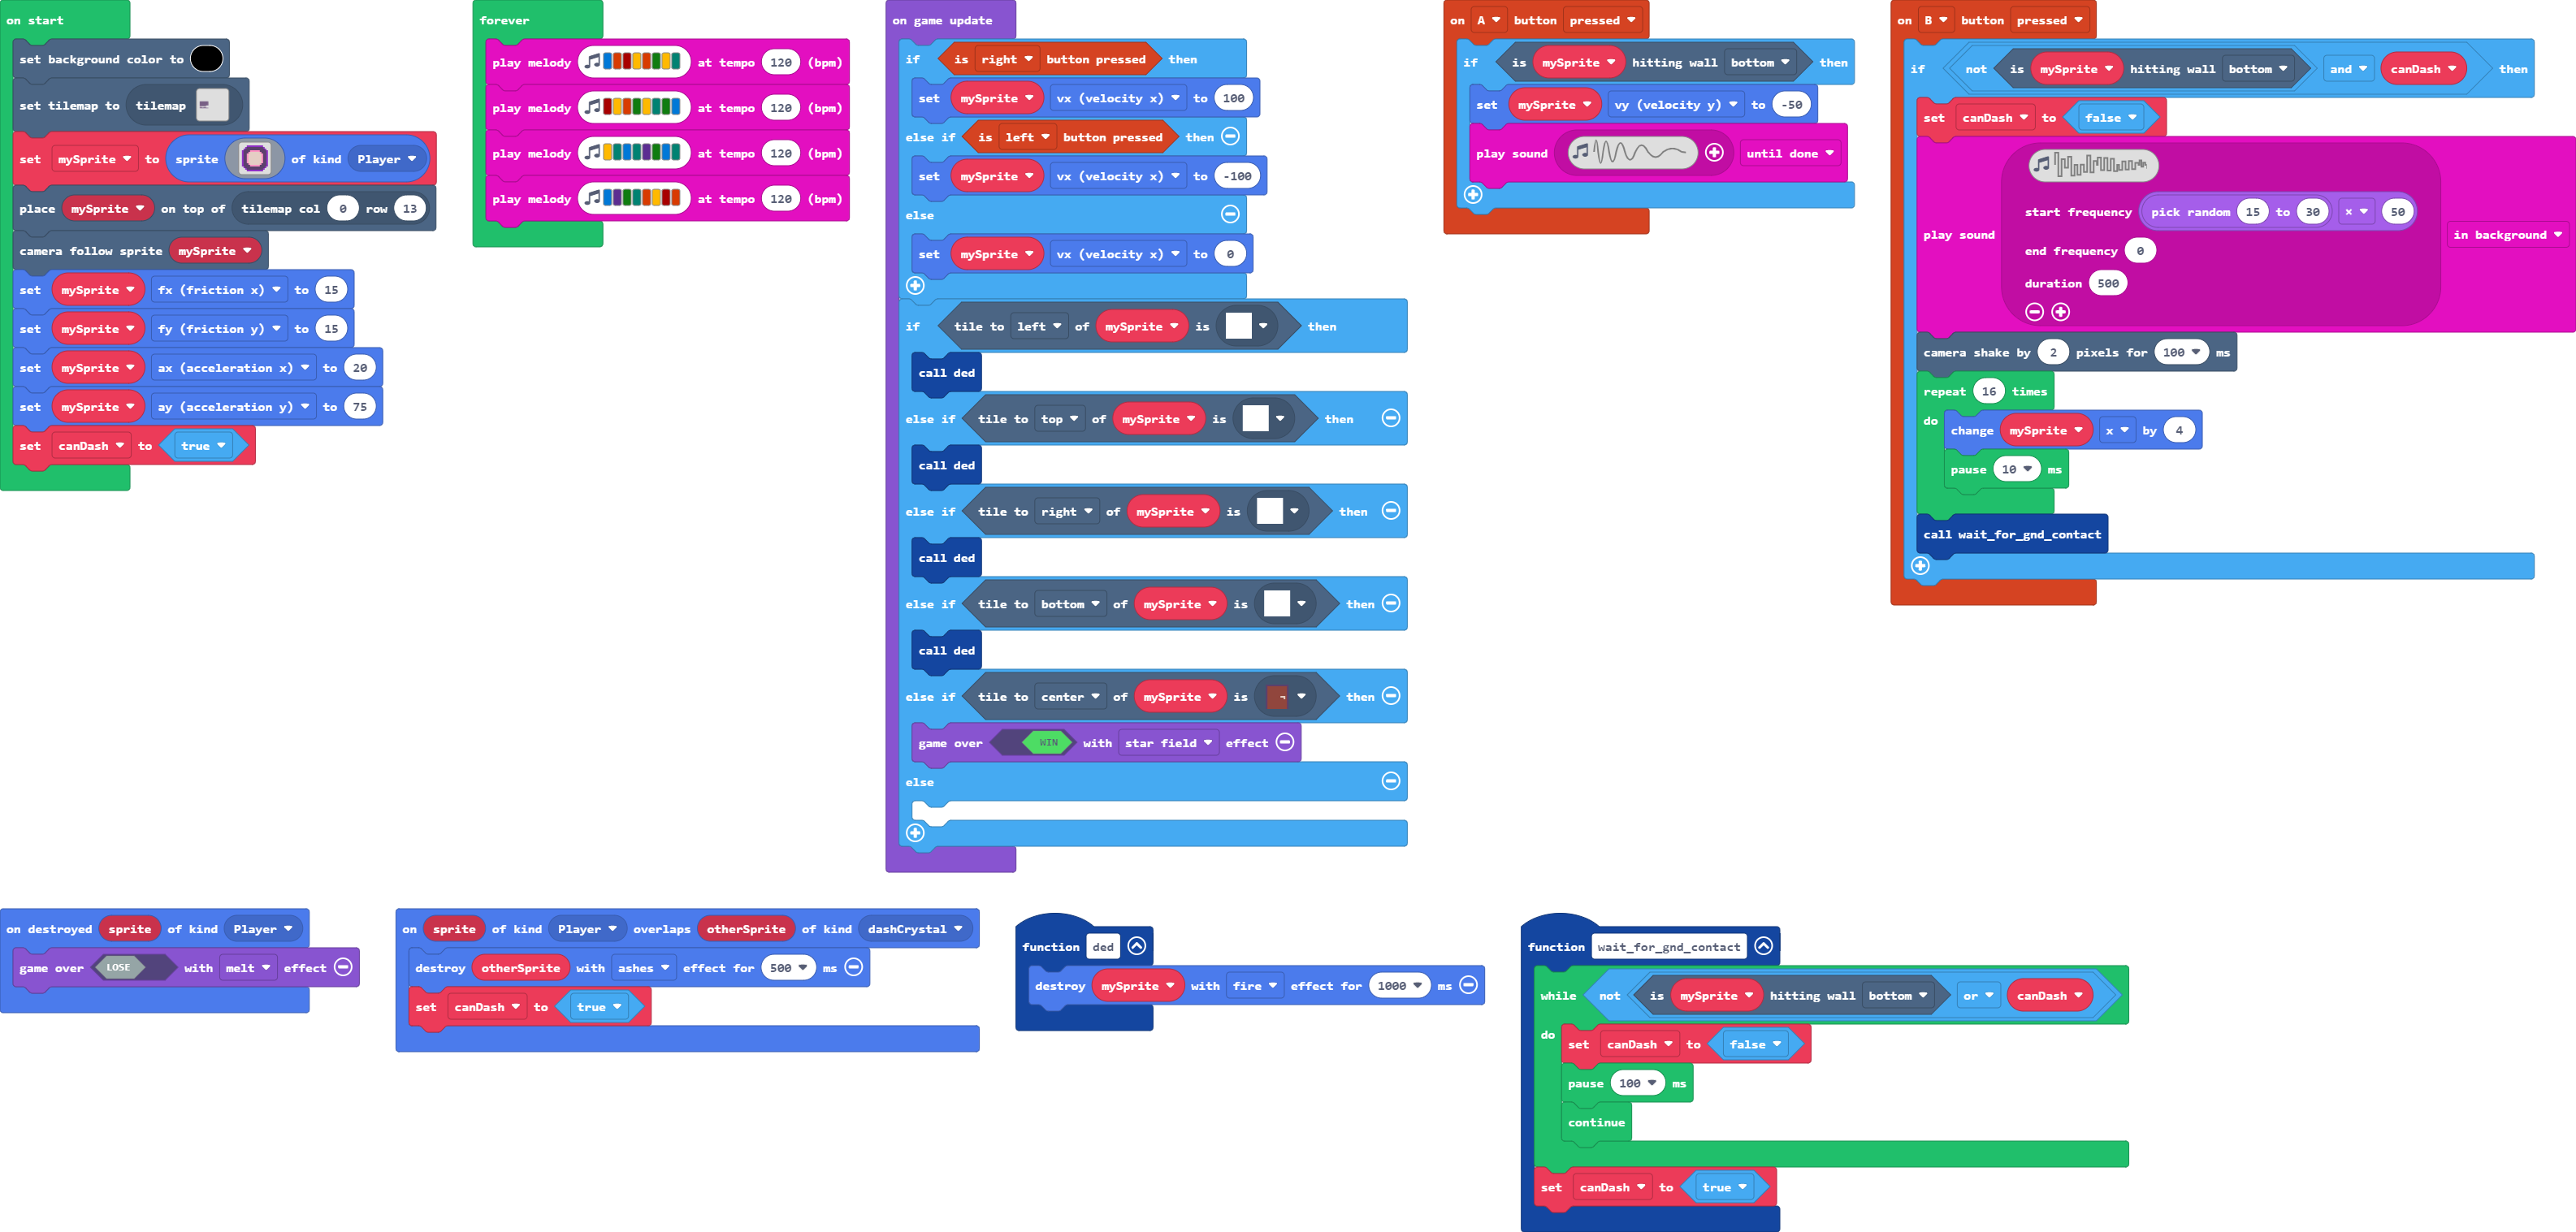 on start
set background color to
set tilemap to tilemap
set mySprite to sprite of kind Player
place mySprite on top of tilemap col 0 row 13
camera follow sprite mySprite
set mySprite fx (friction x) to 15
set mySprite fy (friction y) to 15
set mySprite ax (acceleration x) to 20
set mySprite ay (acceleration y) to 75
set canDash to true
forever
play melody at tempo 120 (bpm)
play melody at tempo 120 (bpm)
play melody at tempo 120 (bpm)
play melody at tempo 120 (bpm)
on game update
if is right button pressed then
set mySprite vx (velocity x) to 100
else if is left button pressed then
set mySprite vx (velocity x) to -100
else
set mySprite vx (velocity x) to 0
if tile to left of mySprite is then
call ded
else if tile to top of mySprite is then
call ded
else if tile to right of mySprite is then
call ded
else if tile to bottom of mySprite is then
call ded
else if tile to center of mySprite is then
game over WIN with star field effect
else
on A button pressed
if is mySprite hitting wall bottom then
set mySprite vy (velocity y) to -50
play sound until done
on B button pressed
if not is mySprite hitting wall bottom and canDash then
set canDash to false
play sound in background
start frequency pick random 15 to 30 × 50
end frequency 0
duration 500
camera shake by 2 pixels for 100 ms
repeat 16 times
do change mySprite x by 4
pause 10 ms
call wait_for_gnd_contact
on destroyed sprite of kind Player
game over LOSE with melt effect
on sprite of kind Player overlaps otherSprite of kind dashCrystal
destroy otherSprite with ashes effect for 500 ms
set canDash to true
function ded
destroy mySprite with fire effect for 1000 ms
function wait_for_gnd_contact
while not is mySprite hitting wall bottom or canDash
do set canDash to false
pause 100 ms
continue
set canDash to true